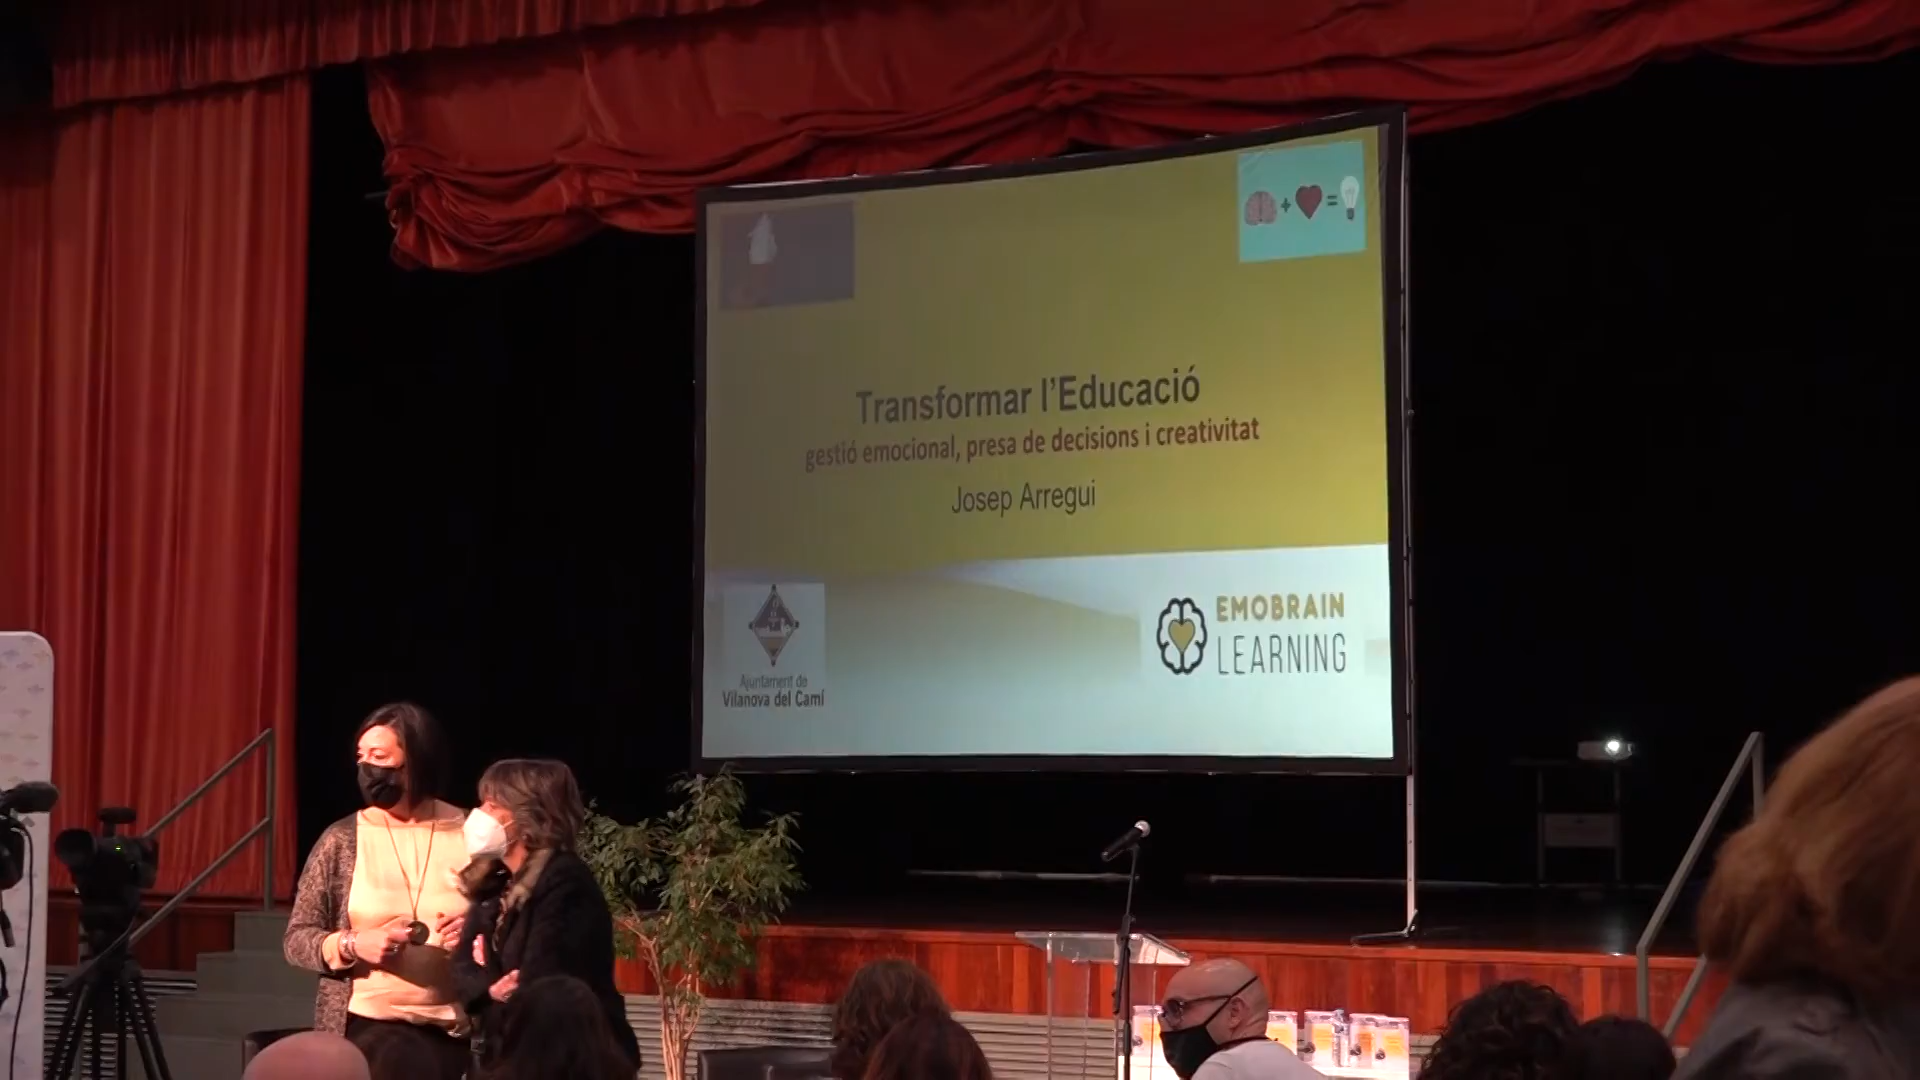 Transformar l'Educació
gestió emocional, presa de decisions i creativitat
Josep Arregui
Ajuntament de
Vilanova del Camí
EMOBRAIN
LEARNING